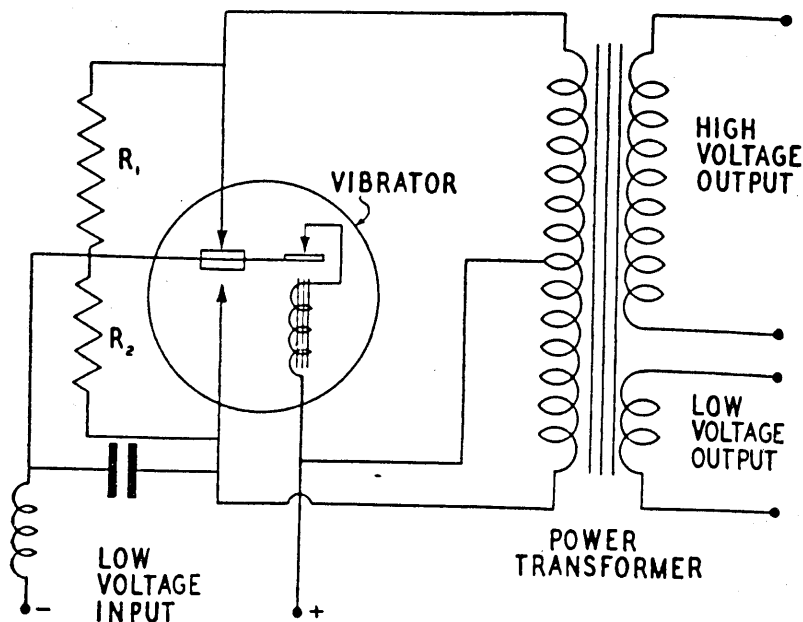 HIGH
VOLTAGE
OUTPUT
R₁
VIBRATOR
R₂
LOW
VOLTAGE
OUTPUT
POWER
TRANSFORMER
LOW
VOLTAGE
INPUT
-
+